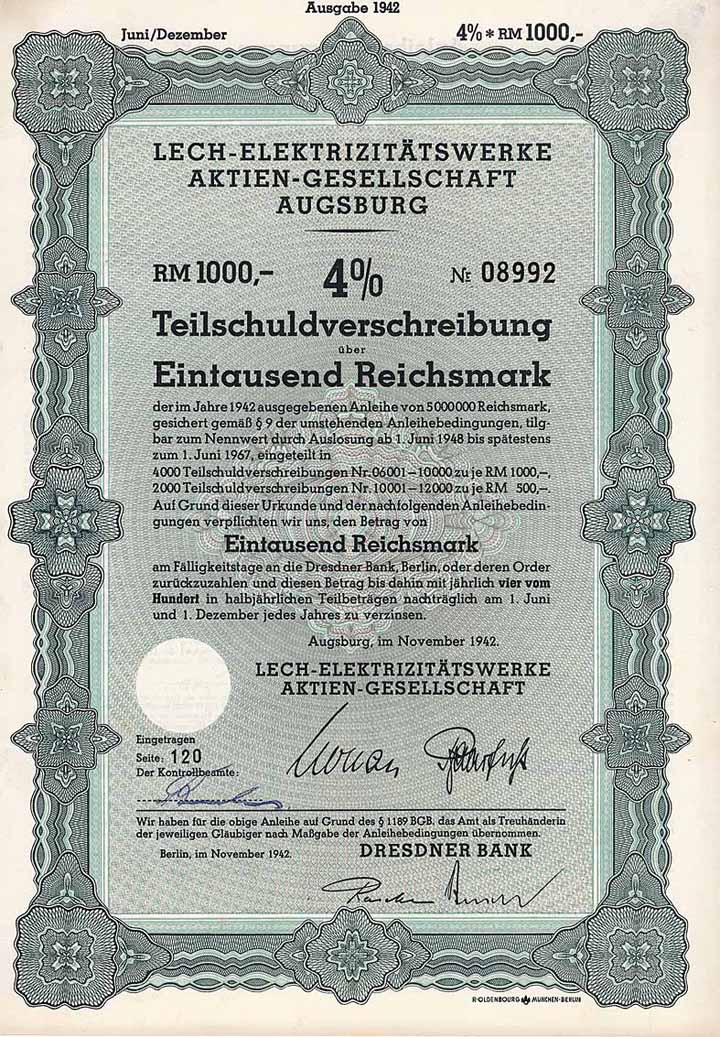 Ausgabe 1942
Juni/Dezember 4% * RM 1000,-
LECH-ELEKTRIZITÄTSWERKE
AKTIEN-GESELLSCHAFT
AUGSBURG
RM 1000,- 4% № 08992
Teilschuldverschreibung
über
Eintausend Reichsmark
der im Jahre 1942 ausgegebenen Anleihe von 5 000 000 Reichsmark,
gesichert gemäß § 9 der umstehenden Anleihebedingungen, tilg-
bar zum Nennwert durch Auslosung ab 1. Juni 1948 bis spätestens
zum 1. Juni 1967, eingeteilt in
4000 Teilschuldverschreibungen Nr. 06001–10000 zu je RM 1000,–,
2000 Teilschuldverschreibungen Nr. 10001–12000 zu je RM 500,–.
Auf Grund dieser Urkunde und der nachfolgenden Anleihebedin-
gungen verpflichten wir uns, den Betrag von
Eintausend Reichsmark
am Fälligkeitstage an die Dresdner Bank, Berlin, oder deren Order
zurückzuzahlen und diesen Betrag bis dahin mit jährlich vier vom
Hundert in halbjährlichen Teilbeträgen nachträglich am 1. Juni
und 1. Dezember jedes Jahres zu verzinsen.
Augsburg, im November 1942.
LECH-ELEKTRIZITÄTSWERKE
AKTIEN-GESELLSCHAFT
Eingetragen
Seite: 120
Der Kontrollbeamte:
Wir haben für die obige Anleihe auf Grund des § 1189 BGB. das Amt als Treuhänderin
der jeweiligen Gläubiger nach Maßgabe der Anleihebedingungen übernommen.
Berlin, im November 1942. DRESDNER BANK
R·OLDENBOURG MÜNCHEN-BERLIN